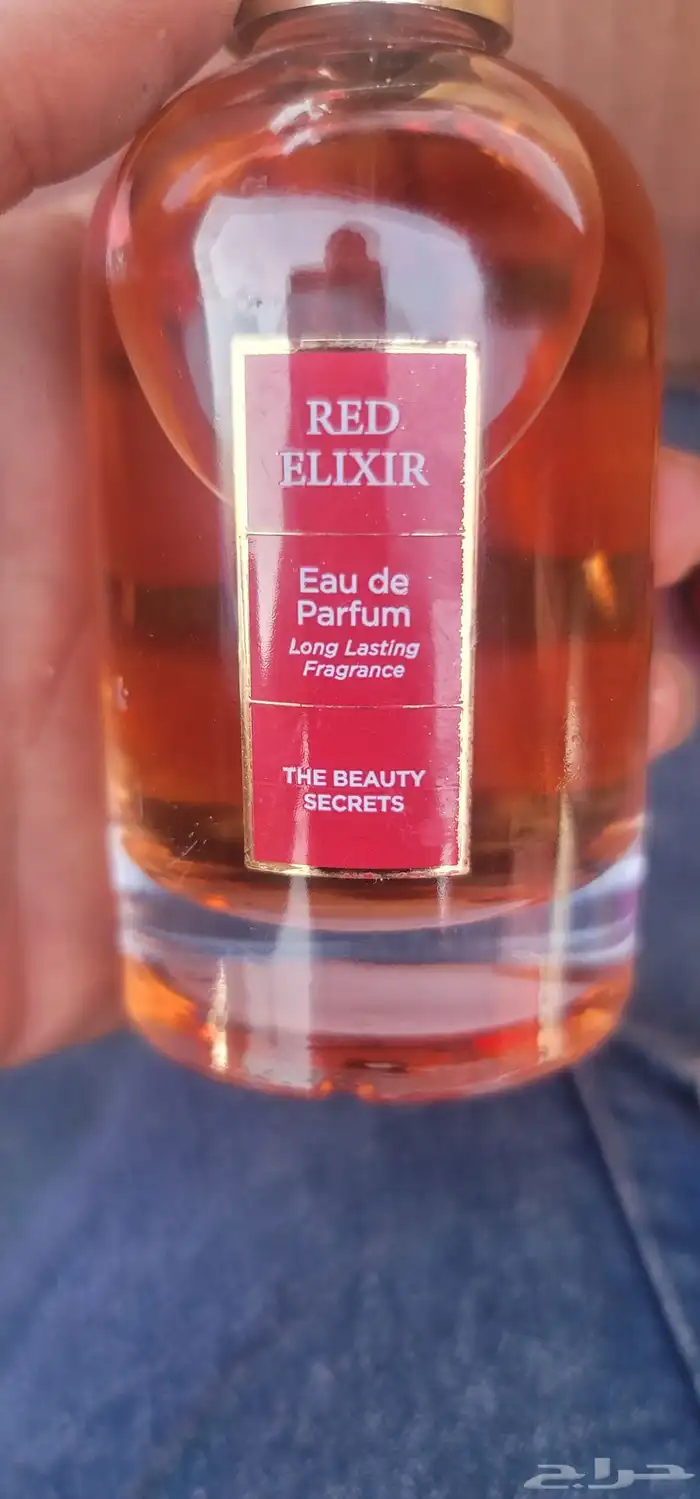 RED
ELIXIR
Eau de
Parfum
Long Lasting
Fragrance
THE BEAUTY
SECRETS
حراج